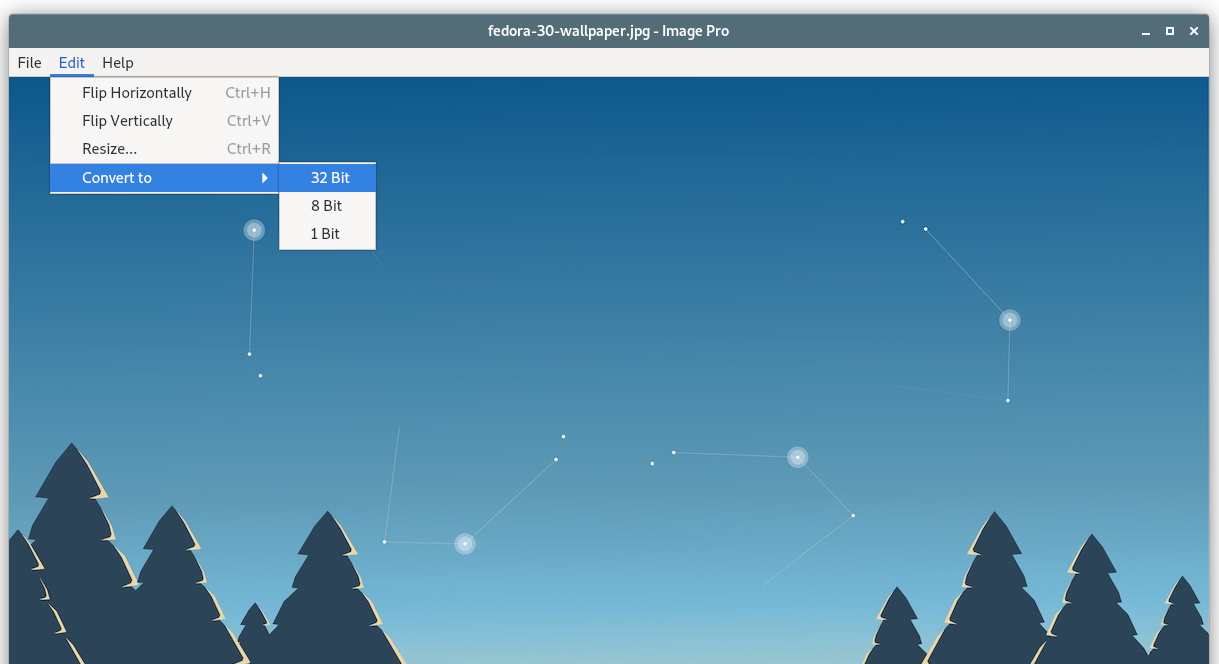 fedora-30-wallpaper.jpg - Image Pro
File Edit Help
Flip Horizontally Ctrl+H
Flip Vertically Ctrl+V
Resize... Ctrl+R
Convert to
32 Bit
8 Bit
1 Bit